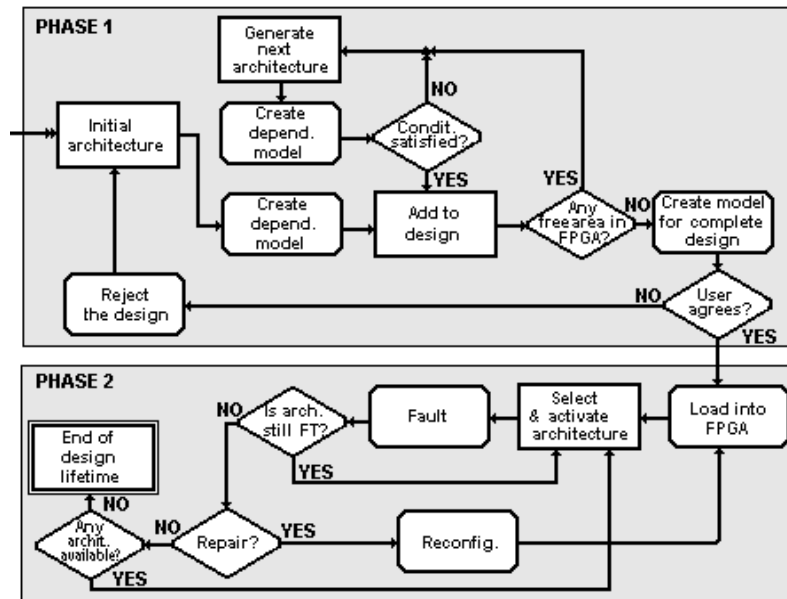 PHASE 1
Generate
next
architecture
NO
Initial
architecture
Create
depend.
model
Condit.
satisfied?
YES
YES
Create
depend.
model
Add to
design
Any
freearea in
FPGA?
NO
Create model
for complete
design
Reject
the design
NO
User
agrees?
YES
PHASE 2
End of
design
lifetime
NO
Is arch.
still FT?
YES
Fault
Select
& activate
architecture
Load into
FPGA
NO
Any
archit.
available?
NO
Repair?
YES
Reconfig.
YES